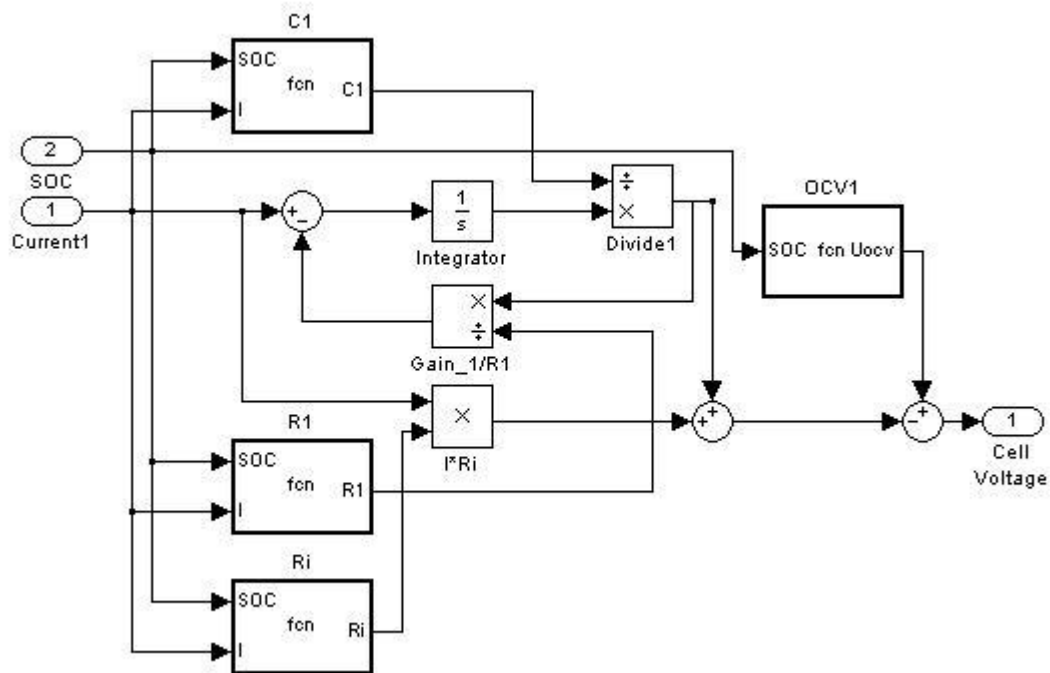 C1
SOC
fcn
C1
I
2
SOC
1
Current1
+
−
1
s
Integrator
÷
×
Divide1
OCV1
SOC fcn Uocv
×
÷
Gain_1/R1
×
I*Ri
+
+
−
+
1
Cell
Voltage
R1
SOC
fcn
R1
I
Ri
SOC
fcn
Ri
I